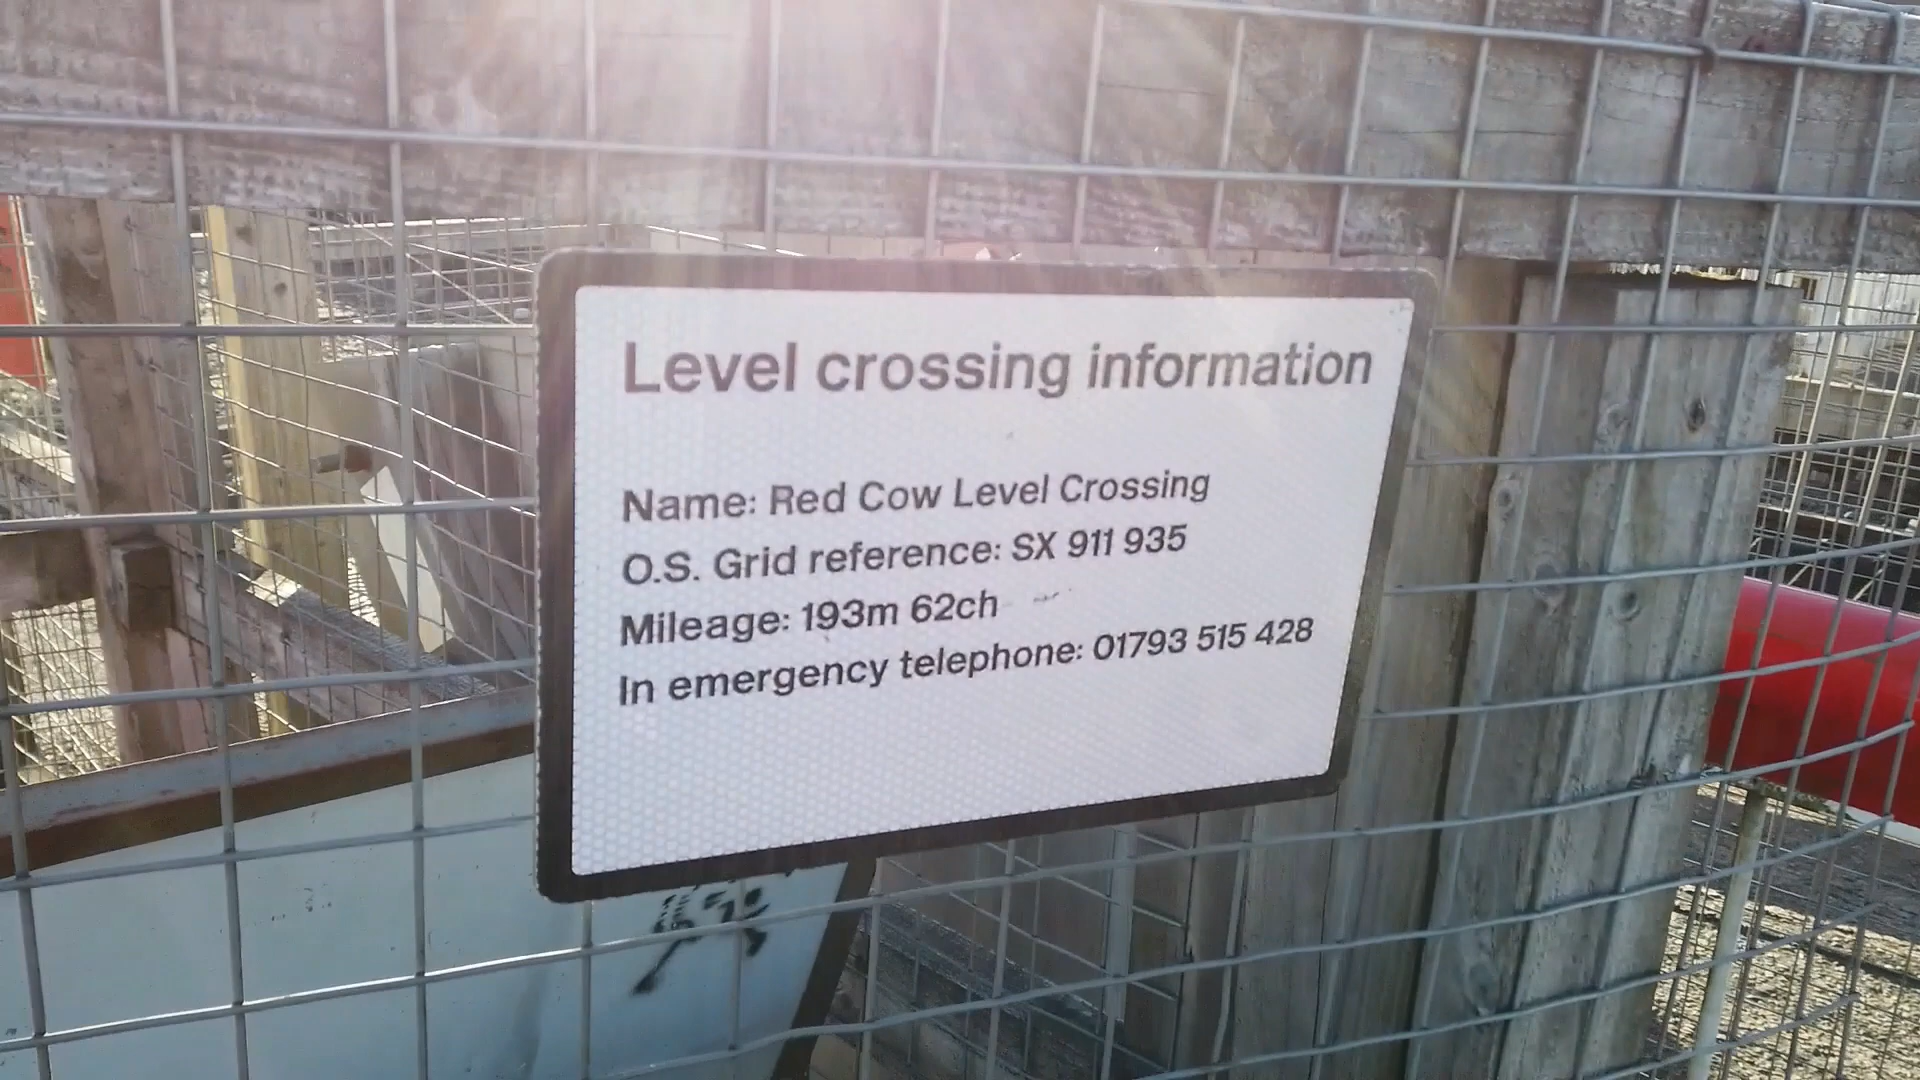 Level crossing information
Name: Red Cow Level Crossing
O.S. Grid reference: SX 911 935
Mileage: 193m 62ch
In emergency telephone: 01793 515 428